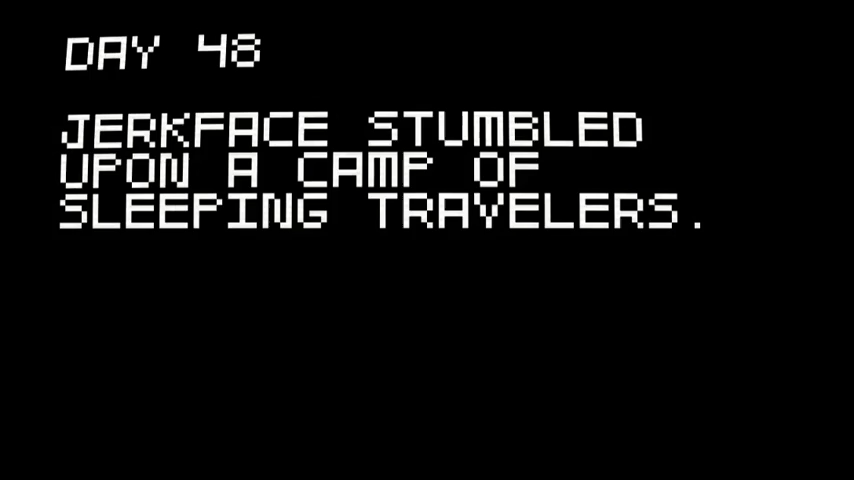 DAY 48
JERKFACE STUMBLED
UPON A CAMP OF
SLEEPING TRAVELERS.